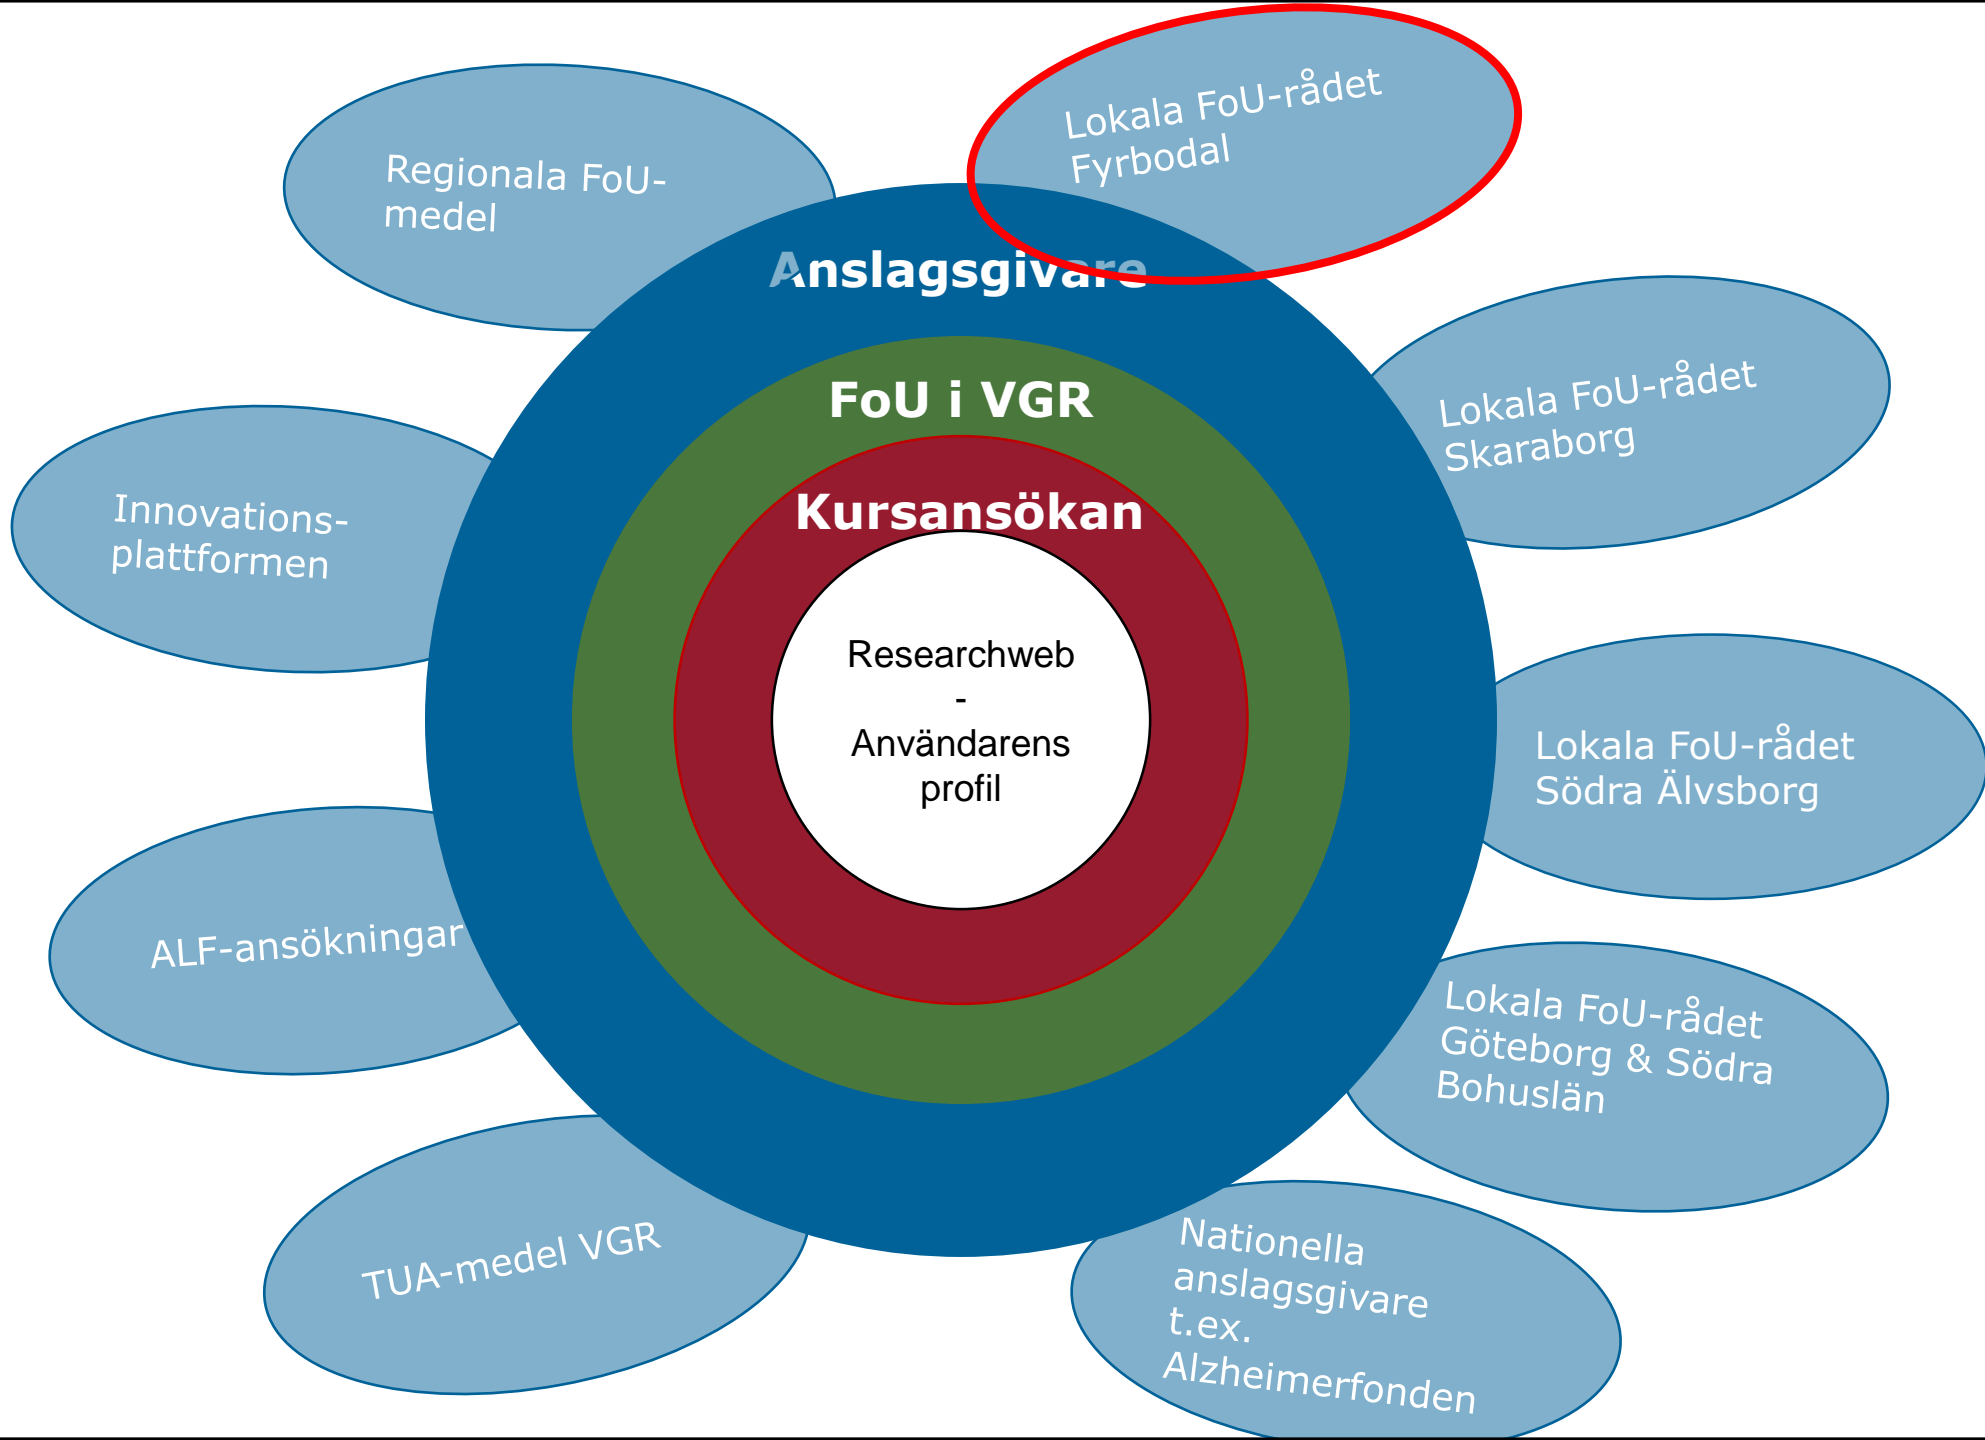 Lokala FoU-rådet
Fyrbodal
Regionala FoU-
medel
Anslagsgivare
FoU i VGR
Kursansökan
Researchweb
-
Användarens
profil
Lokala FoU-rådet
Skaraborg
Innovations-
plattformen
Lokala FoU-rådet
Södra Älvsborg
ALF-ansökningar
Lokala FoU-rådet
Göteborg & Södra
Bohuslän
TUA-medel VGR
Nationella
anslagsgivare
t.ex.
Alzheimerfonden